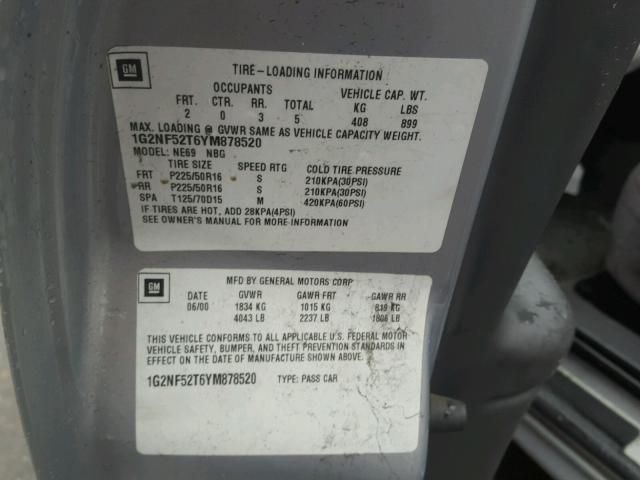 GM
TIRE-LOADING INFORMATION
OCCUPANTS VEHICLE CAP. WT.
FRT. CTR. RR. TOTAL KG LBS
2 0 3 5 408 899
MAX. LOADING @ GVWR SAME AS VEHICLE CAPACITY WEIGHT.
1G2NF52T6YM878520
MODEL: NE69 NBG
TIRE SIZE SPEED RTG COLD TIRE PRESSURE
FRT P225/50R16 S 210KPA(30PSI)
RR P225/50R16 S 210KPA(30PSI)
SPA T125/70D15 M 420KPA(60PSI)
IF TIRES ARE HOT, ADD 28KPA(4PSI)
SEE OWNER'S MANUAL FOR MORE INFORMATION
GM
MFD BY GENERAL MOTORS CORP
DATE GVWR GAWR FRT GAWR RR
06/00 1834 KG 1015 KG 819 KG
4043 LB 2237 LB 1806 LB
THIS VEHICLE CONFORMS TO ALL APPLICABLE U.S. FEDERAL MOTOR
VEHICLE SAFETY, BUMPER, AND THEFT PREVENTION STANDARDS IN
EFFECT ON THE DATE OF MANUFACTURE SHOWN ABOVE.
1G2NF52T6YM878520 TYPE: PASS CAR